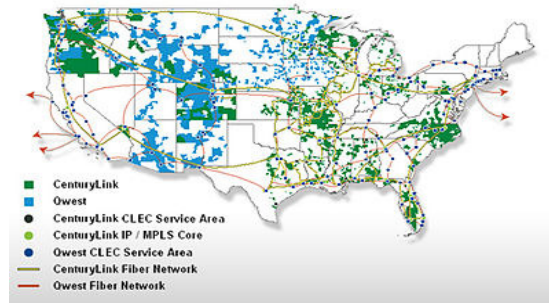 CenturyLink
Qwest
CenturyLink CLEC Service Area
CenturyLink IP / MPLS Core
Qwest CLEC Service Area
CenturyLink Fiber Network
Qwest Fiber Network